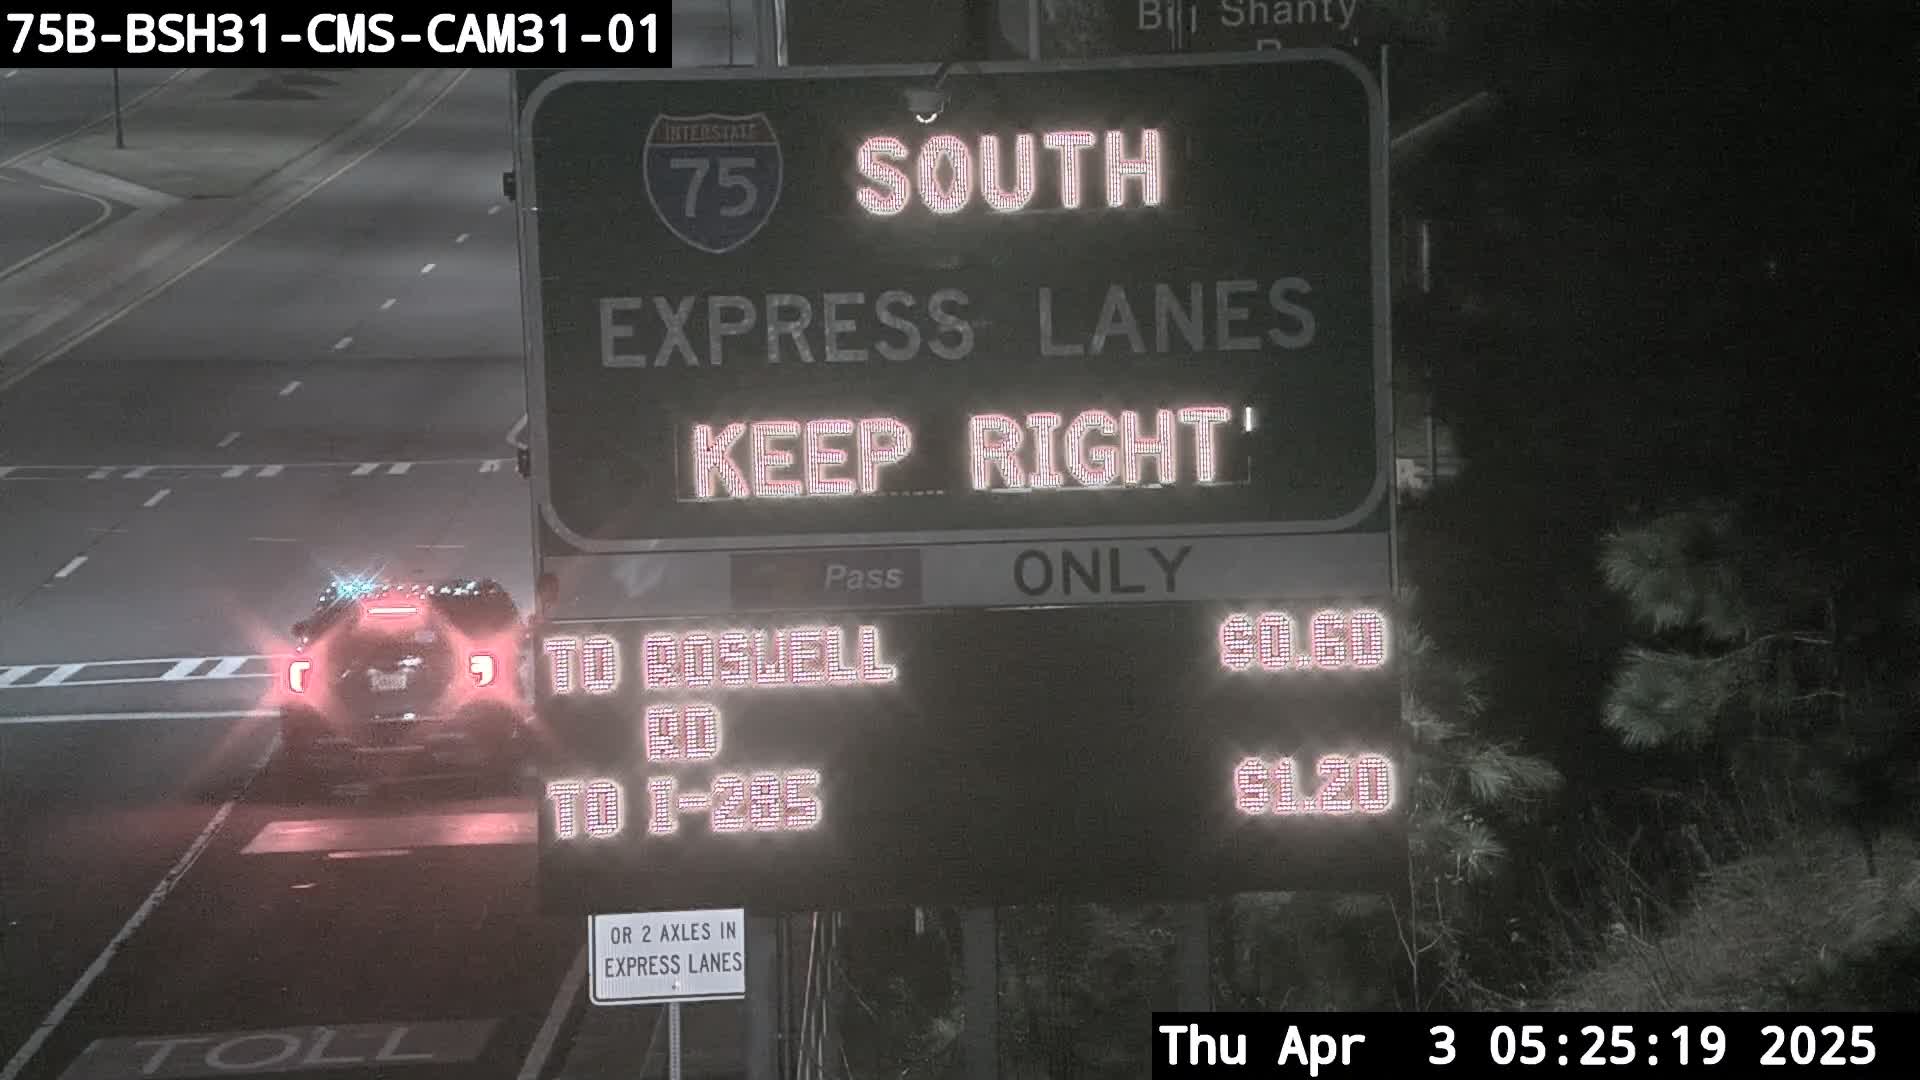 75B-BSH31-CMS-CAM31-01
Shanty
INTERSTATE
75
SOUTH
EXPRESS LANES
KEEP RIGHT
Pass ONLY
TO ROSWELL $0.60
RD
TO I-285 $1.20
OR 2 AXLES IN
EXPRESS LANES
TOLL
Thu Apr 3 05:25:19 2025